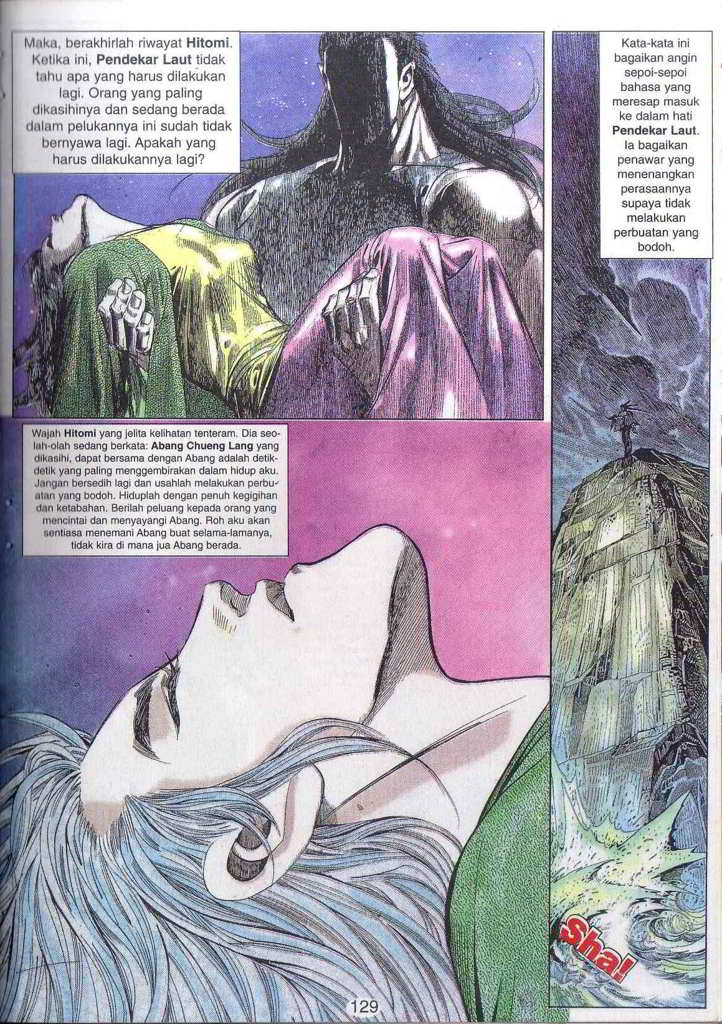 Maka, berakhirlah riwayat Hitomi.
Ketika ini, Pendekar Laut tidak
tahu apa yang harus dilakukan
lagi. Orang yang paling
dikasihinya dan sedang berada
dalam pelukannya ini sudah tidak
bernyawa lagi. Apakah yang
harus dilakukannya lagi?
Kata-kata ini
bagaikan angin
sepoi-sepoi
bahasa yang
meresap masuk
ke dalam hati
Pendekar Laut.
Ia bagaikan
penawar yang
menenangkan
perasaannya
supaya tidak
melakukan
perbuatan yang
bodoh.
Wajah Hitomi yang jelita kelihatan tenteram. Dia seo-
lah-olah sedang berkata: Abang Chueng Lang yang
dikasihi, dapat bersama dengan Abang adalah detik-
detik yang paling menggembirakan dalam hidup aku.
Jangan bersedih lagi dan usahlah melakukan perbu-
atan yang bodoh. Hiduplah dengan penuh kegigihan
dan ketabahan. Berilah peluang kepada orang yang
mencintai dan menyayangi Abang. Roh aku akan
sentiasa menemani Abang buat selama-lamanya,
tidak kira di mana jua Abang berada.
Sha!
129